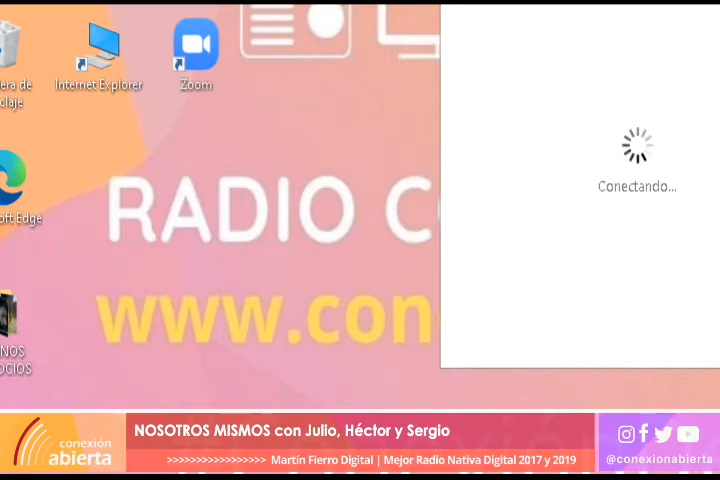 era de
claje
Internet Explorer
Zoom
oft Edge
NOS
OCIOS
RADIO C
www.con
Conectando...
conexión
abierta
NOSOTROS MISMOS con Julio, Héctor y Sergio
>>>>>>>>>>>>>>>>> Martín Fierro Digital | Mejor Radio Nativa Digital 2017 y 2019
@conexionabierta